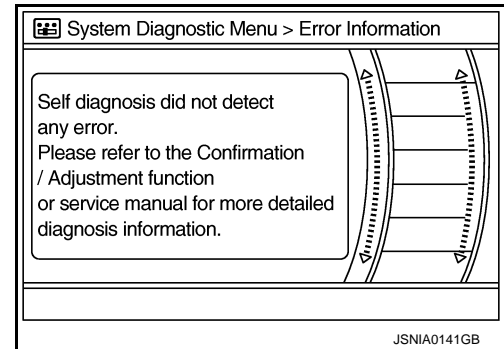 System Diagnostic Menu > Error Information
Self diagnosis did not detect
any error.
Please refer to the Confirmation
/ Adjustment function
or service manual for more detailed
diagnosis information.
JSNIA0141GB